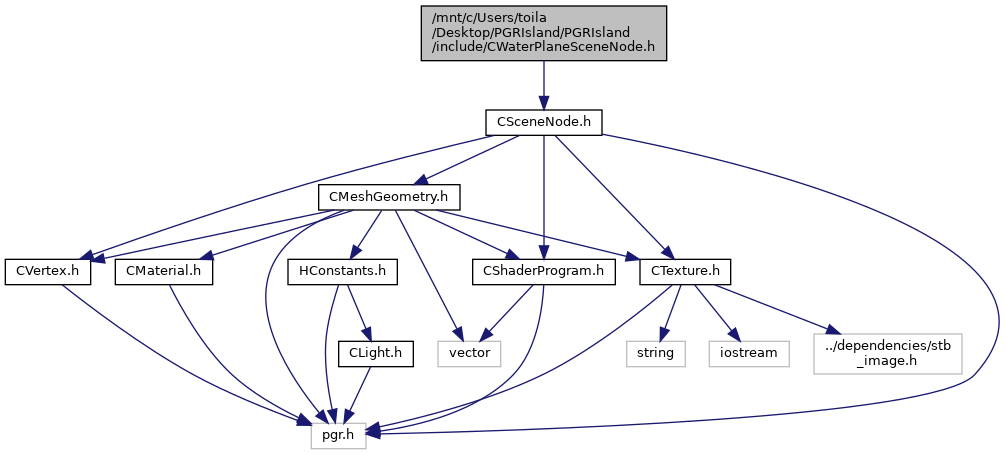 /mnt/c/Users/toila
/Desktop/PGRIsland/PGRIsland
/include/CWaterPlaneSceneNode.h
CSceneNode.h
CMeshGeometry.h
CVertex.h
CMaterial.h
HConstants.h
CShaderProgram.h
CTexture.h
CLight.h
vector
string
iostream
../dependencies/stb
_image.h
pgr.h